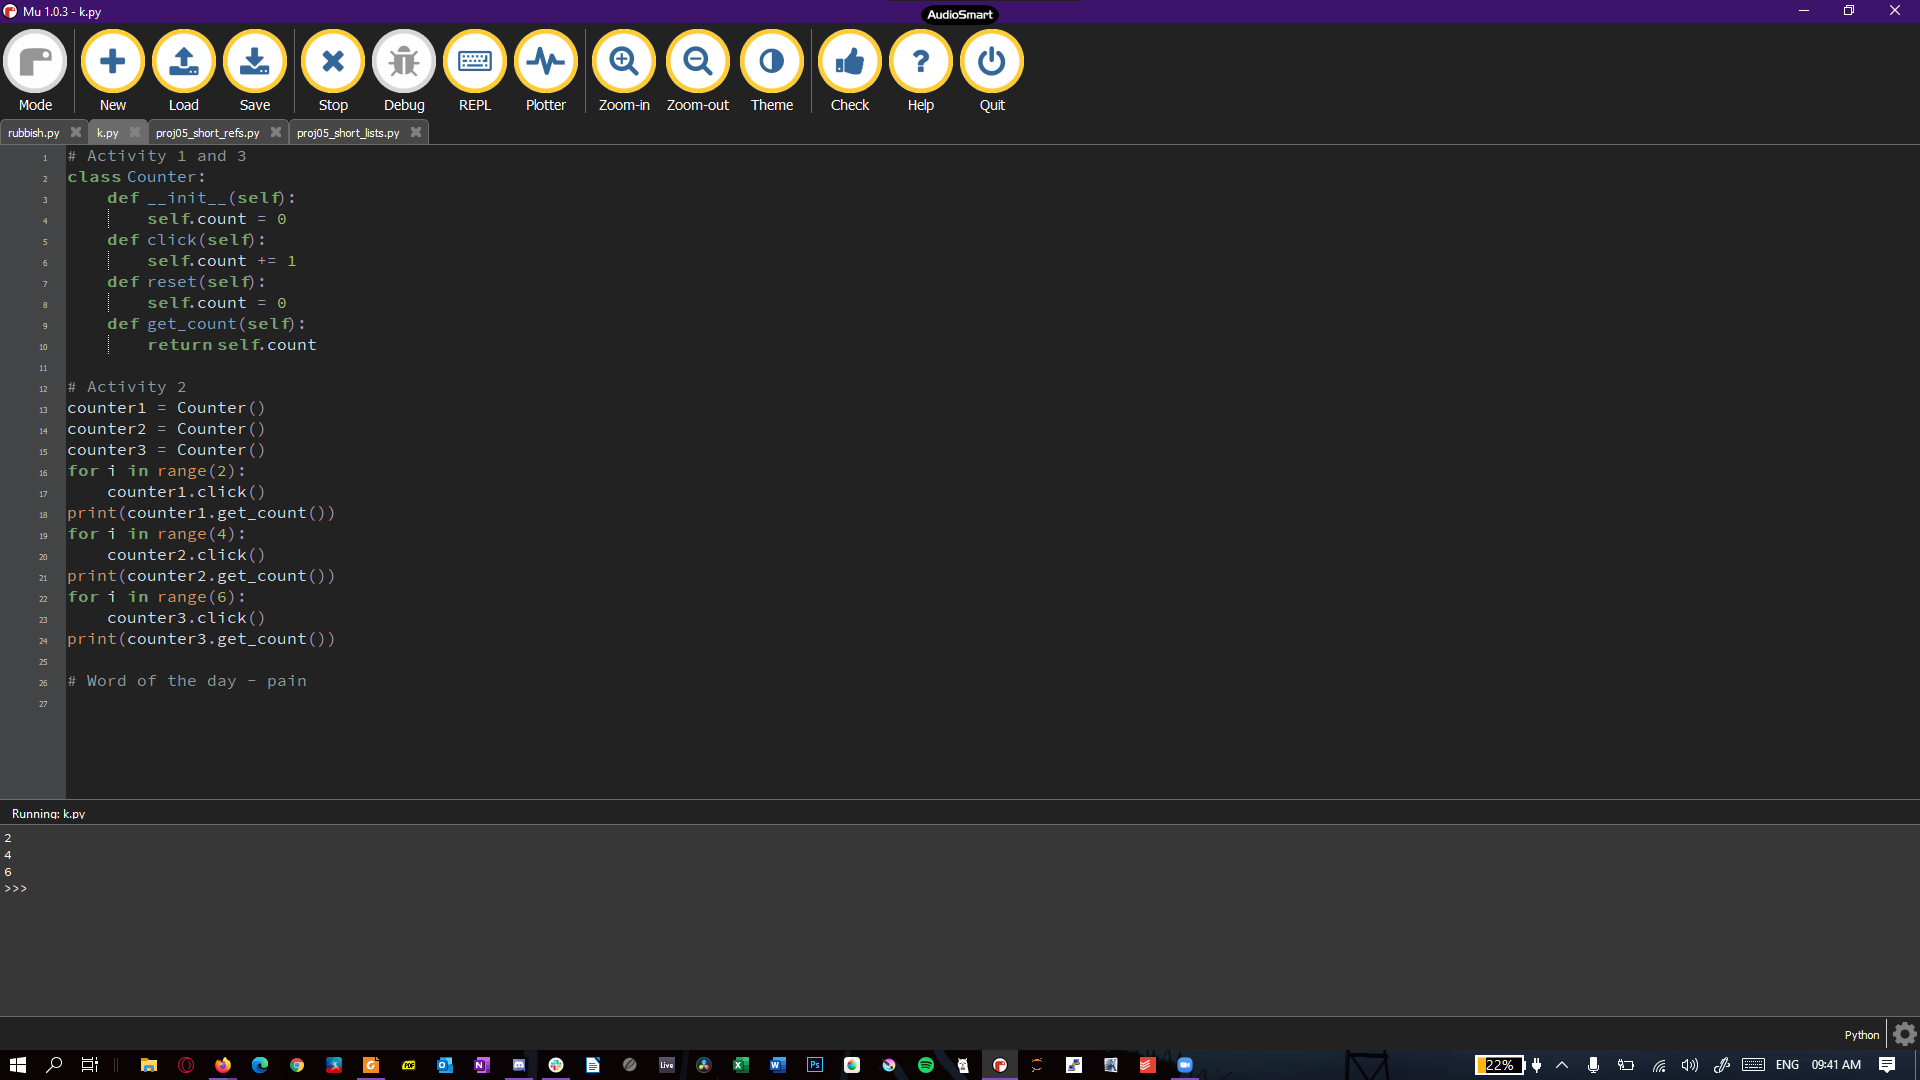 Mu 1.0.3 - k.py
AudioSmart
Mode New Load Save Stop Debug REPL Plotter Zoom-in Zoom-out Theme Check Help Quit
rubbish.py k.py proj05_short_refs.py proj05_short_lists.py
1 # Activity 1 and 3
2 class Counter:
3     def __init__(self):
4         self.count = 0
5     def click(self):
6         self.count += 1
7     def reset(self):
8         self.count = 0
9     def get_count(self):
10         return self.count
11
12 # Activity 2
13 counter1 = Counter()
14 counter2 = Counter()
15 counter3 = Counter()
16 for i in range(2):
17     counter1.click()
18 print(counter1.get_count())
19 for i in range(4):
20     counter2.click()
21 print(counter2.get_count())
22 for i in range(6):
23     counter3.click()
24 print(counter3.get_count())
25
26 # Word of the day - pain
27
Running: k.py
2
4
6
>>>
Python
Live Ps 22% ENG 09:41 AM